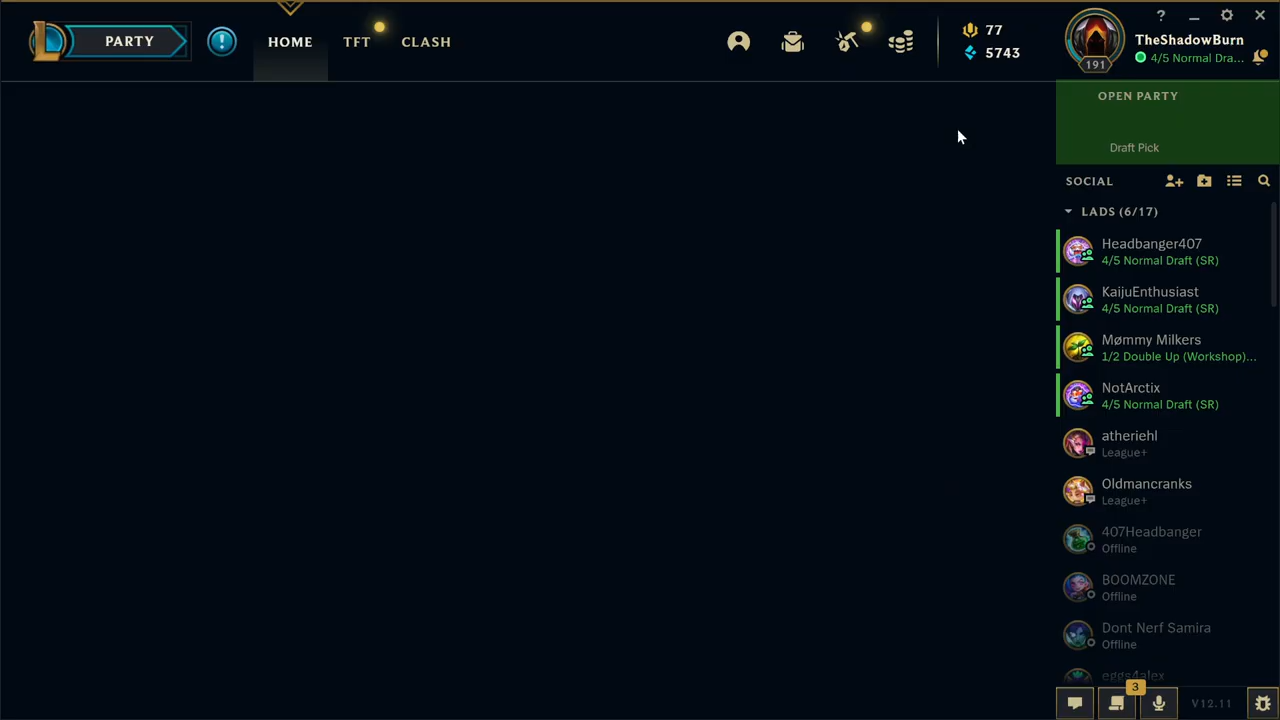 PARTY
HOME
TFT
CLASH
77
5743
191
?
TheShadowBurn
4/5 Normal Dra...
OPEN PARTY
Draft Pick
SOCIAL
LADS (6/17)
Headbanger407
4/5 Normal Draft (SR)
KaijuEnthusiast
4/5 Normal Draft (SR)
Mømmy Milkers
1/2 Double Up (Workshop)...
NotArctix
4/5 Normal Draft (SR)
atheriehl
League+
Oldmancranks
League+
407Headbanger
Offline
BOOMZONE
Offline
Dont Nerf Samira
Offline
eggs4alex
3
V12.11